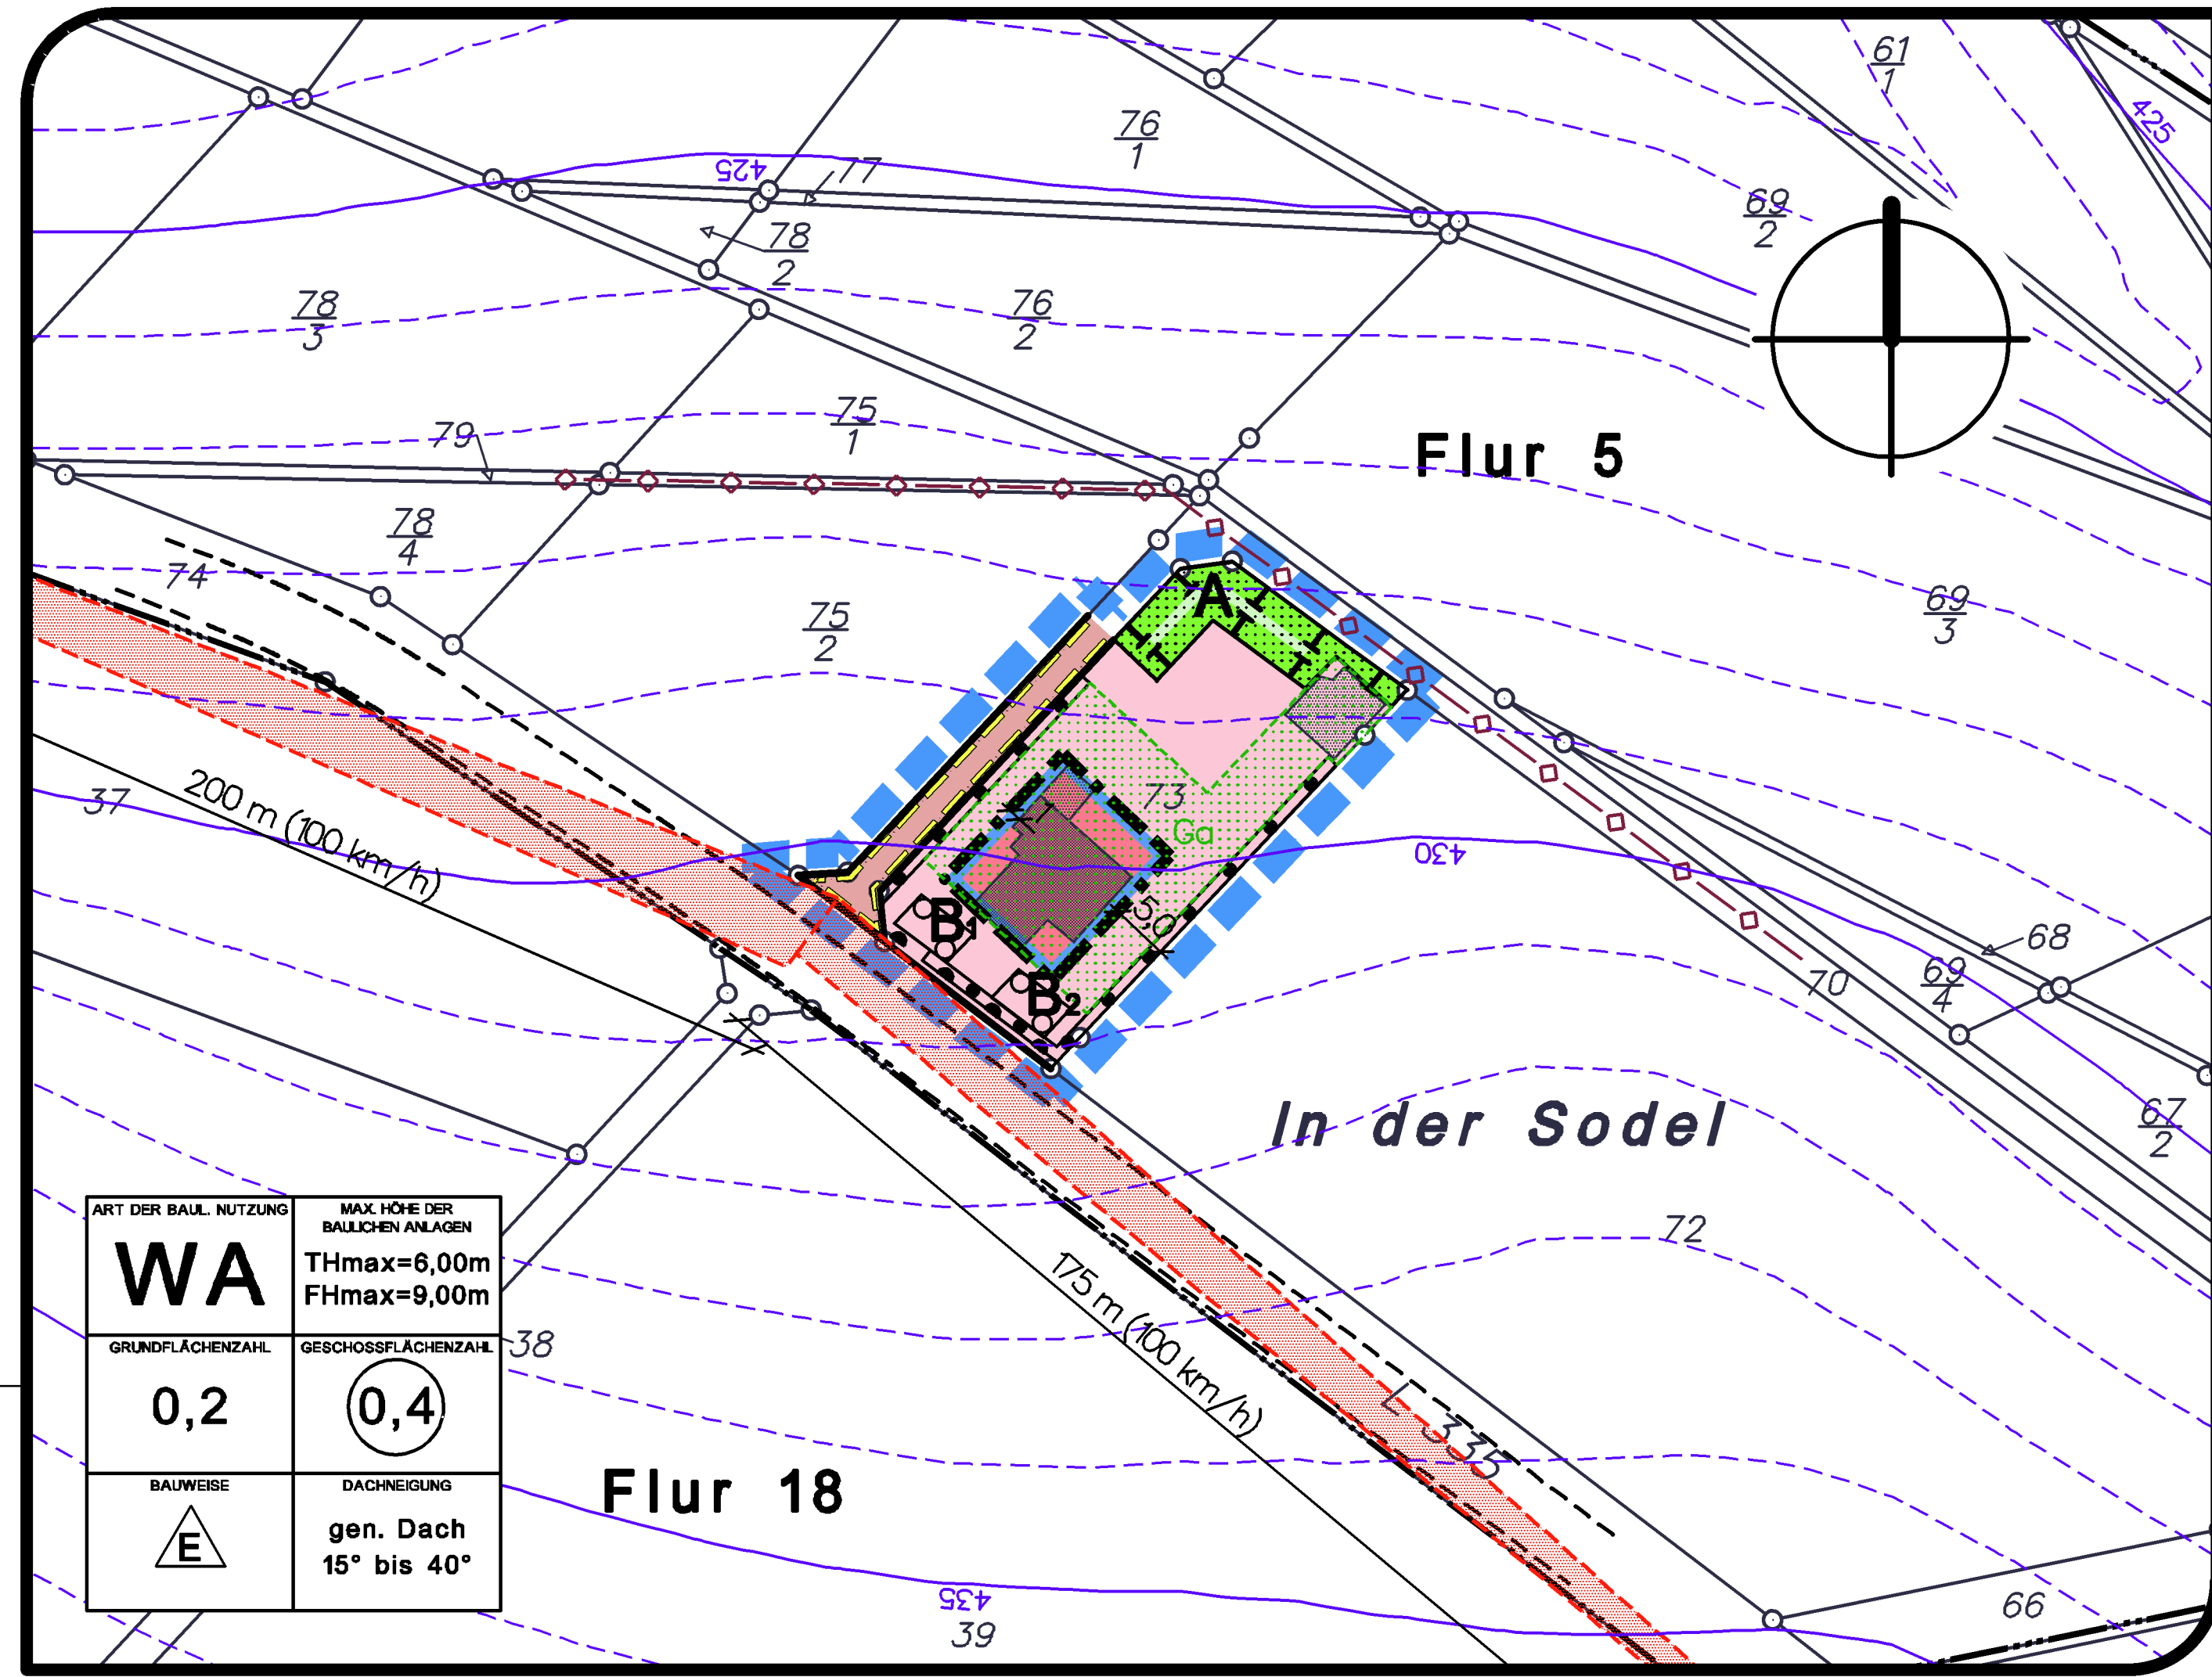 61
1
425
76
1
77
425
69
2
78
2
78
3
76
2
75
1
79
Flur 5
78
4
74
A
75
2
69
3
37
200 m (100 km/h)
73
Ga
430
B1
5,0
B2
68
69
4
70
In der Sodel
67
2
72
ART DER BAUL. NUTZUNG
WA
MAX. HÖHE DER
BAULICHEN ANLAGEN
THmax=6,00m
FHmax=9,00m
GRUNDFLÄCHENZAHL
0,2
GESCHOSSFLÄCHENZAHL
0,4
BAUWEISE
E
DACHNEIGUNG
gen. Dach
15° bis 40°
38
175 m (100 km/h)
L 335
Flur 18
435
39
66